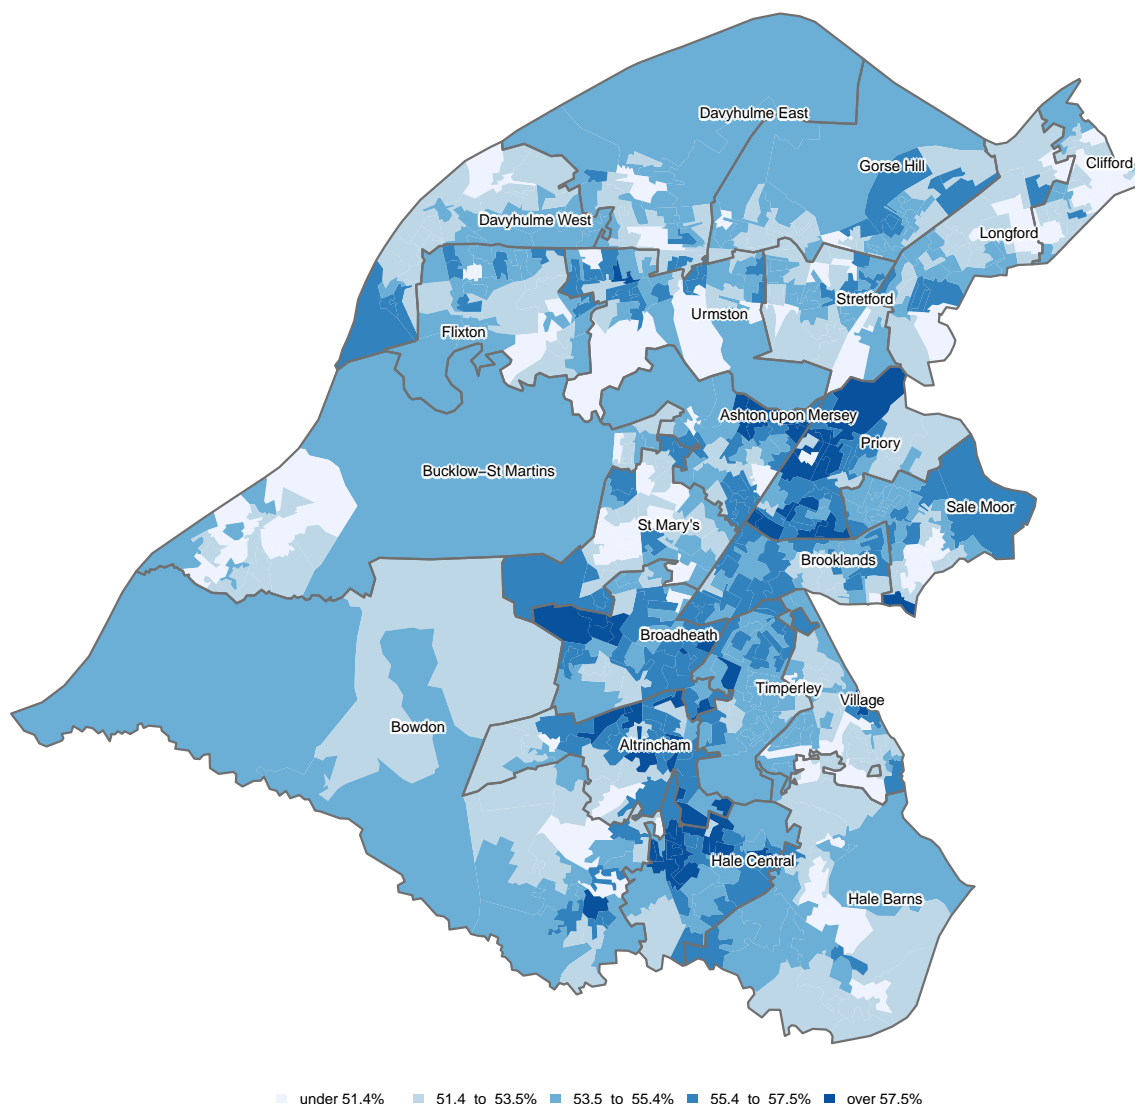 Davyhulme East
Gorse Hill
Clifford
Davyhulme West
Longford
Stretford
Urmston
Flixton
Ashton upon Mersey
Priory
Bucklow−St Martins
Sale Moor
St Mary's
Brooklands
Broadheath
Timperley
Village
Bowdon
Altrincham
Hale Central
Hale Barns
under 51.4% 51.4 to 53.5% 53.5 to 55.4% 55.4 to 57.5% over 57.5%